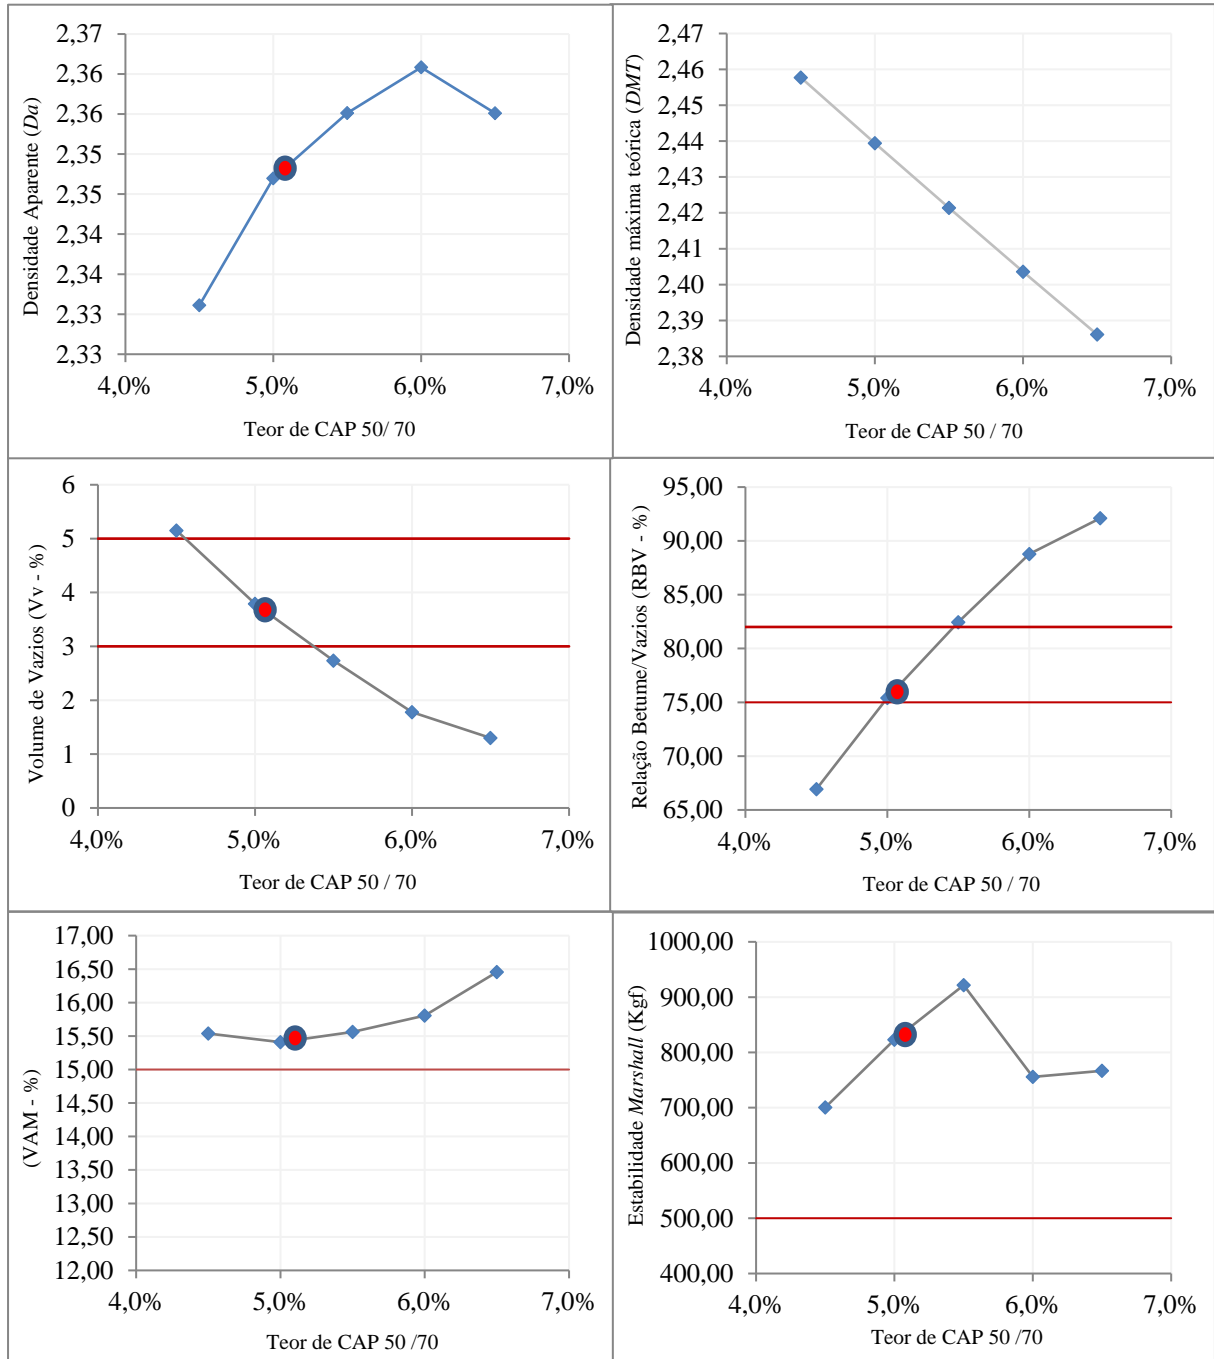 Densidade Aparente (Da)
2,37
2,36
2,36
2,35
2,35
2,34
2,34
2,33
2,33
4,0% 5,0% 6,0% 7,0%
Teor de CAP 50/ 70
Densidade máxima teórica (DMT)
2,47
2,46
2,45
2,44
2,43
2,42
2,41
2,40
2,39
2,38
4,0% 5,0% 6,0% 7,0%
Teor de CAP 50 / 70
Volume de Vazios (Vv - %)
6
5
4
3
2
1
0
4,0% 5,0% 6,0% 7,0%
Teor de CAP 50 / 70
Relação Betume/Vazios (RBV - %)
95,00
90,00
85,00
80,00
75,00
70,00
65,00
4,0% 5,0% 6,0% 7,0%
Teor de CAP 50 / 70
(VAM - %)
17,00
16,50
16,00
15,50
15,00
14,50
14,00
13,50
13,00
12,50
12,00
4,0% 5,0% 6,0% 7,0%
Teor de CAP 50 /70
Estabilidade Marshall (Kgf)
1000,00
900,00
800,00
700,00
600,00
500,00
400,00
4,0% 5,0% 6,0% 7,0%
Teor de CAP 50 /70